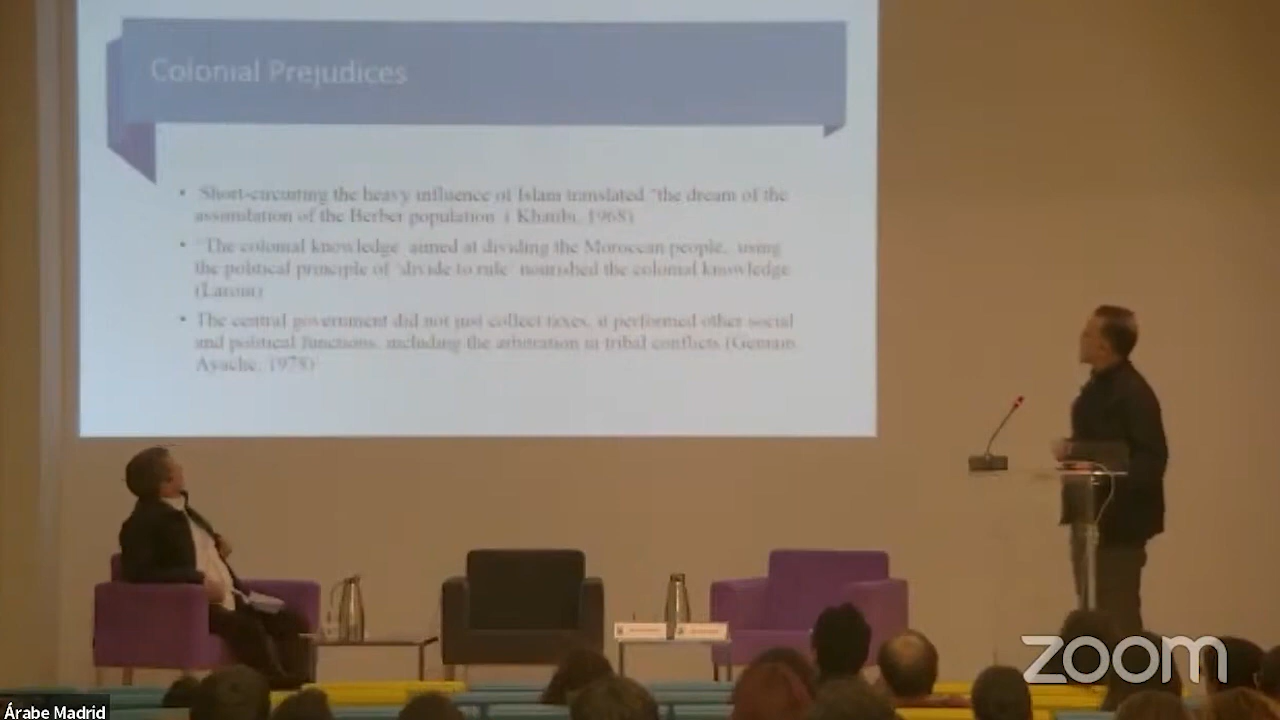 Colonial Prejudices
• Short-circuiting the heavy influence of Islam translated "the dream of the
assimilation of the Berber population ( Khatibi, 1968)
• "The colonial knowledge aimed at dividing the Moroccan people, using
the political principle of 'divide to rule' nourished the colonial knowledge
(Laroui)
• The central government did not just collect taxes, it performed other social
and political functions, including the arbitration in tribal conflicts (Germain
Ayache, 1978)
zoom
Árabe Madrid